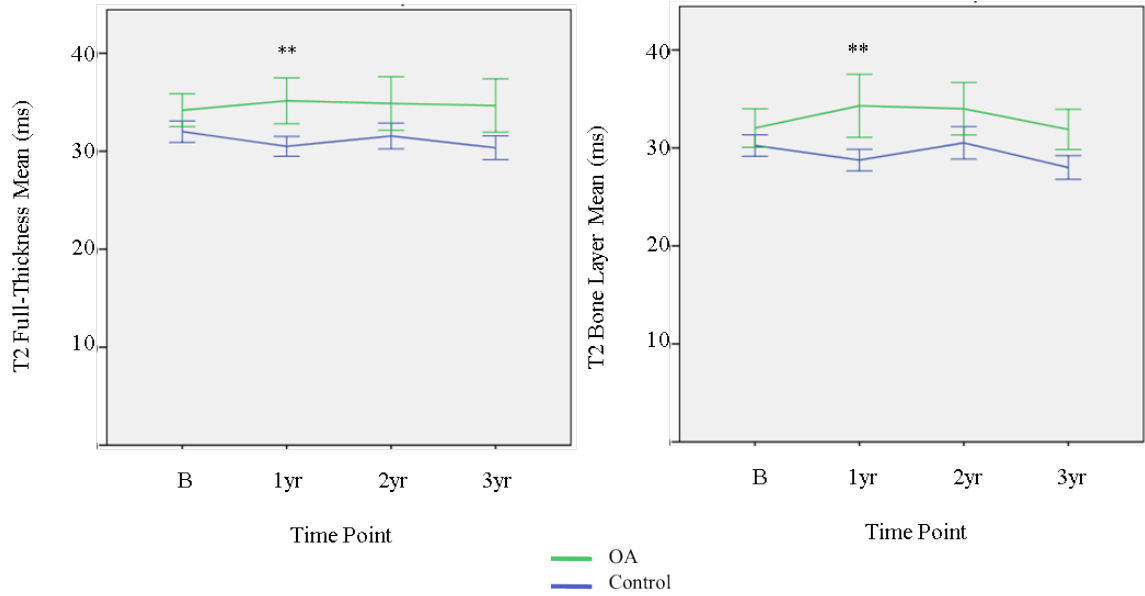 T2 Full-Thickness Mean (ms)
40
30
20
10
**
B 1yr 2yr 3yr
Time Point
T2 Bone Layer Mean (ms)
40
30
20
10
**
B 1yr 2yr 3yr
Time Point
OA
Control